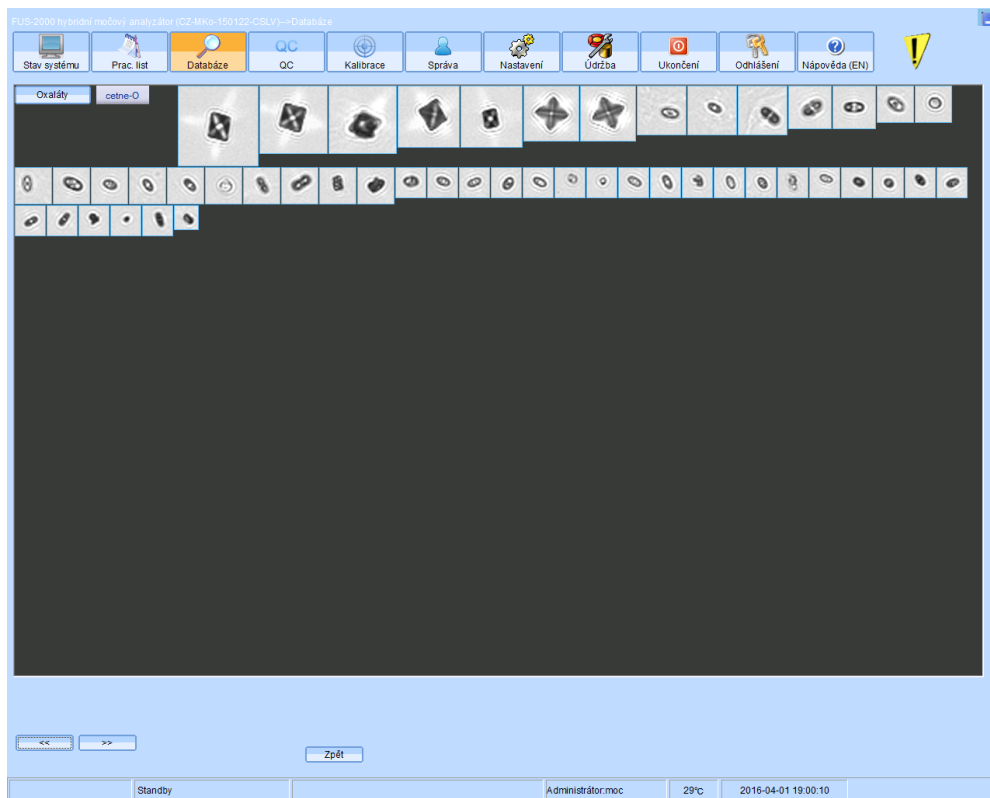 FUS-2000 hybridní močový analyzátor (CZ-MKo-150122-CSLV)-->Databáze
Stav systému
Prac. list
Databáze
QC
QC
Kalibrace
Správa
Nastavení
Údržba
Ukončení
Odhlášení
Nápověda (EN)
Oxaláty
cetne-O
<<
>>
Zpět
Standby
Administrátor:moc
29°C
2016-04-01 19:00:10